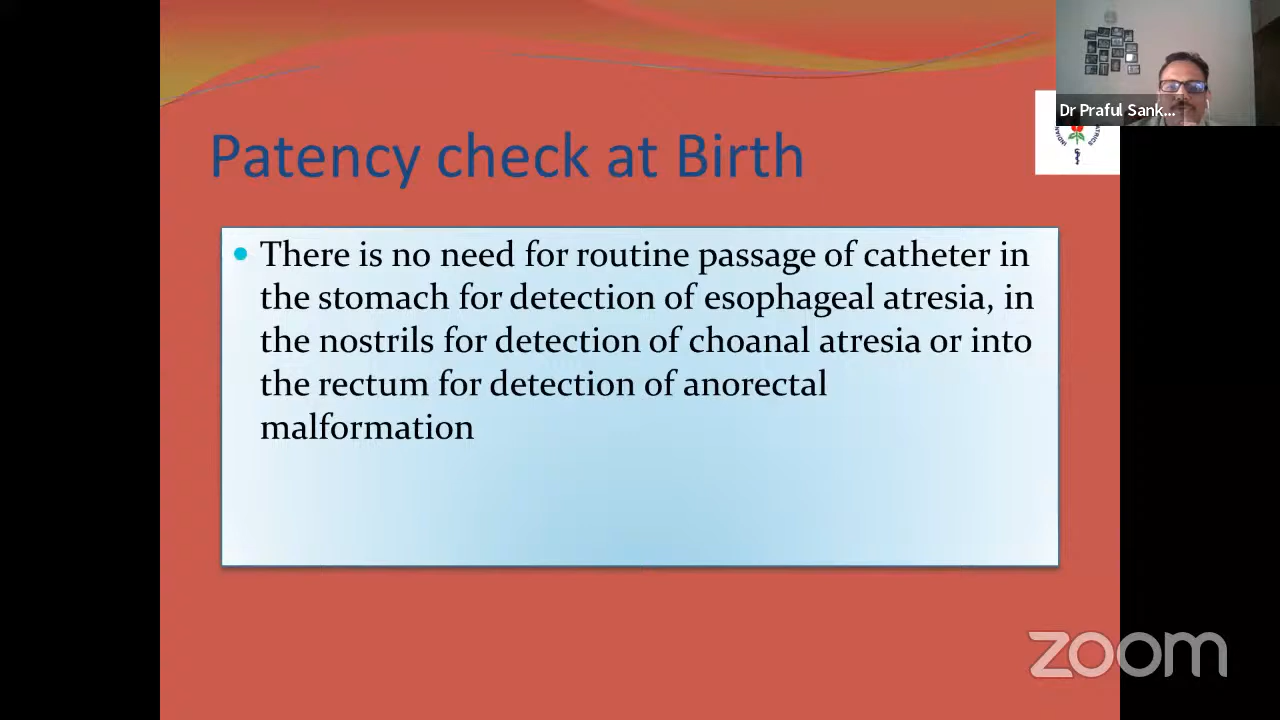 Dr Praful Sank...
Patency check at Birth
There is no need for routine passage of catheter in
the stomach for detection of esophageal atresia, in
the nostrils for detection of choanal atresia or into
the rectum for detection of anorectal
malformation
zoom